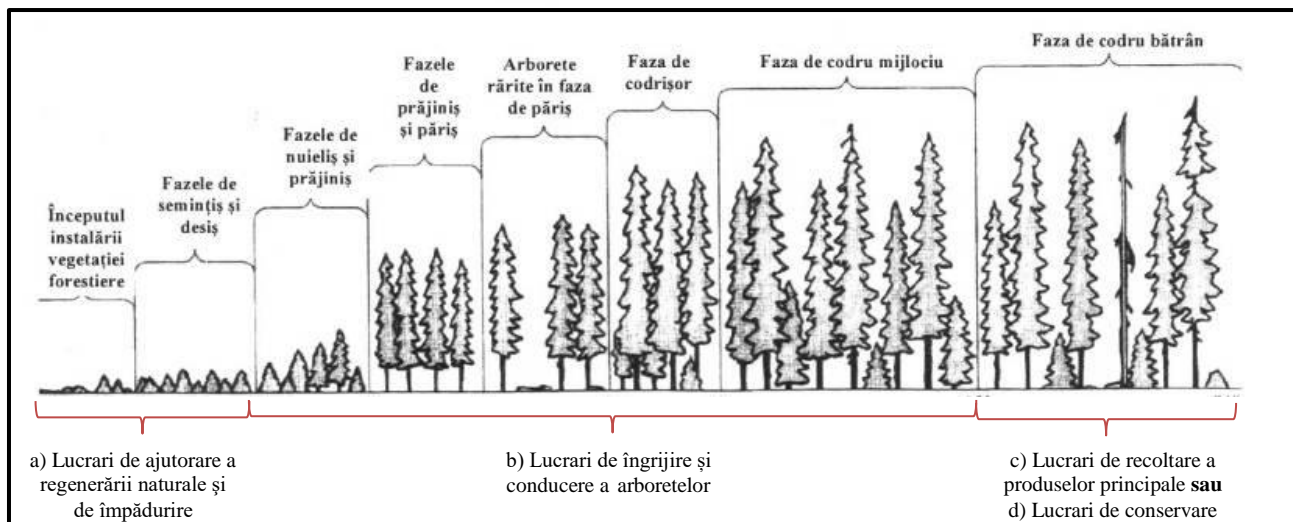 Începutul
instalării
vegetației
forestiere
Fazele de
semințiș și
desiș
Fazele de
nuieliș și
prăjiniș
Fazele
de
prăjiniș
și păriș
Arborete
rărite în faza
de păriș
Faza de
codrișor
Faza de codru mijlociu
Faza de codru bătrân
a) Lucrari de ajutorare a
regenerării naturale şi
de împădurire
b) Lucrari de îngrijire și
conducere a arboretelor
c) Lucrari de recoltare a
produselor principale sau
d) Lucrari de conservare